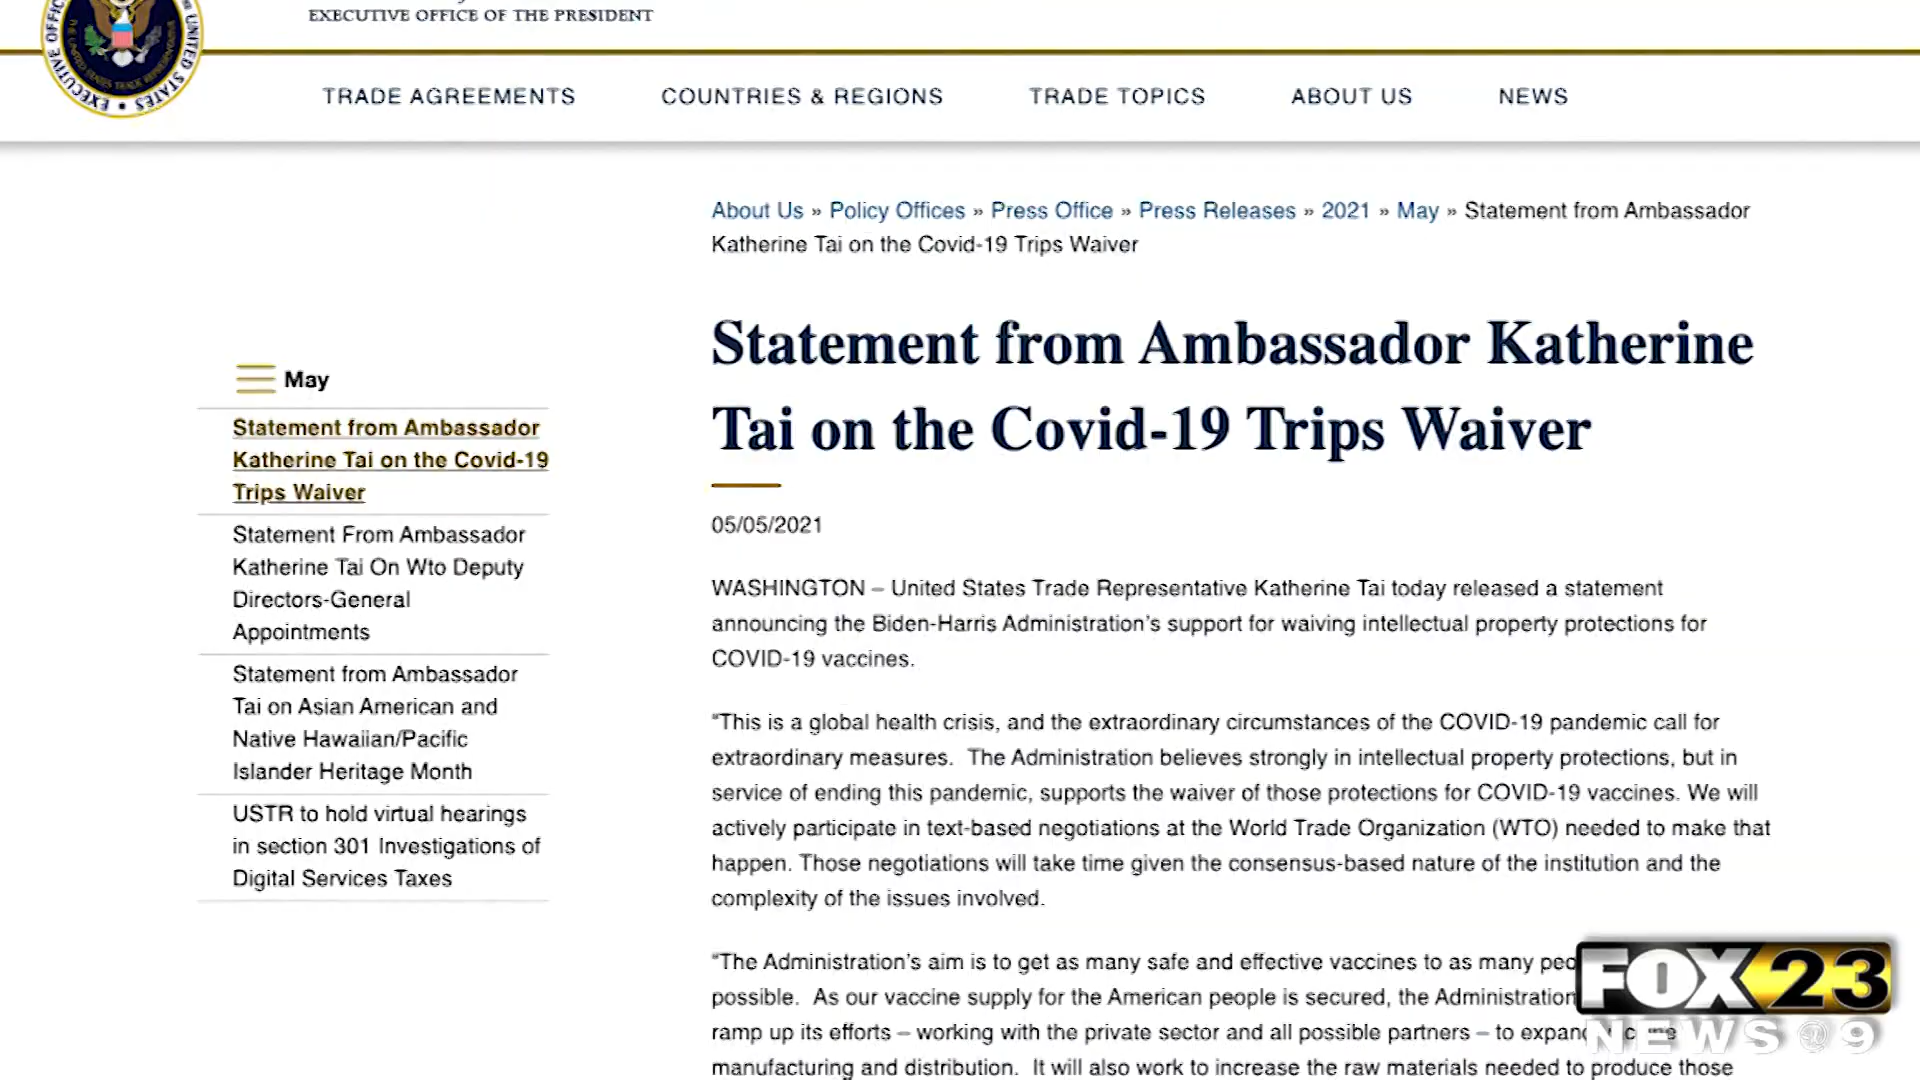 EXECUTIVE OFFICE OF THE PRESIDENT
TRADE AGREEMENTS
COUNTRIES & REGIONS
TRADE TOPICS
ABOUT US
NEWS
About Us » Policy Offices » Press Office » Press Releases » 2021 » May » Statement from Ambassador
Katherine Tai on the Covid-19 Trips Waiver
May
Statement from Ambassador
Katherine Tai on the Covid-19
Trips Waiver
Statement From Ambassador
Katherine Tai On Wto Deputy
Directors-General
Appointments
Statement from Ambassador
Tai on Asian American and
Native Hawaiian/Pacific
Islander Heritage Month
USTR to hold virtual hearings
in section 301 Investigations of
Digital Services Taxes
Statement from Ambassador Katherine
Tai on the Covid-19 Trips Waiver
05/05/2021
WASHINGTON – United States Trade Representative Katherine Tai today released a statement
announcing the Biden-Harris Administration's support for waiving intellectual property protections for
COVID-19 vaccines.
"This is a global health crisis, and the extraordinary circumstances of the COVID-19 pandemic call for
extraordinary measures. The Administration believes strongly in intellectual property protections, but in
service of ending this pandemic, supports the waiver of those protections for COVID-19 vaccines. We will
actively participate in text-based negotiations at the World Trade Organization (WTO) needed to make that
happen. Those negotiations will take time given the consensus-based nature of the institution and the
complexity of the issues involved.
"The Administration's aim is to get as many safe and effective vaccines to as many
possible. As our vaccine supply for the American people is secured, the Administration
ramp up its efforts – working with the private sector and all possible partners – to
manufacturing and distribution. It will also work to increase the raw materials needed to produce those
FOX 23
NEWS @ 9